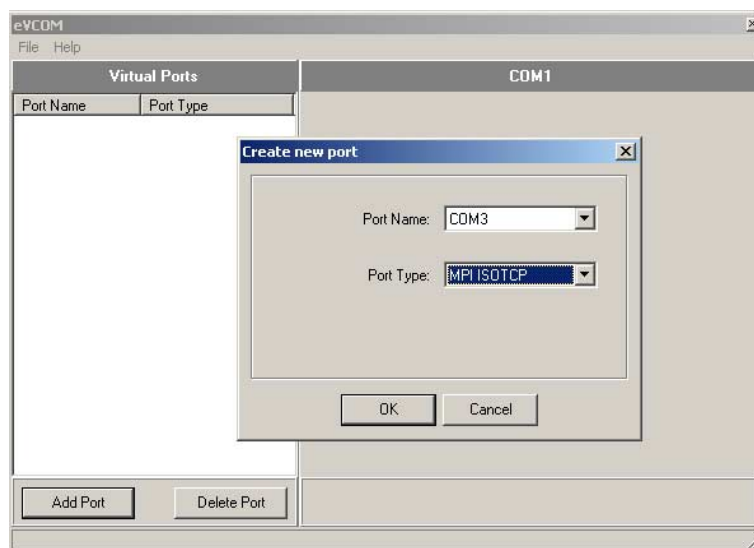 eVCOM
File Help
Virtual Ports
COM1
Port Name Port Type
Create new port
Port Name: COM3
Port Type: MPI ISOTCP
OK Cancel
Add Port Delete Port